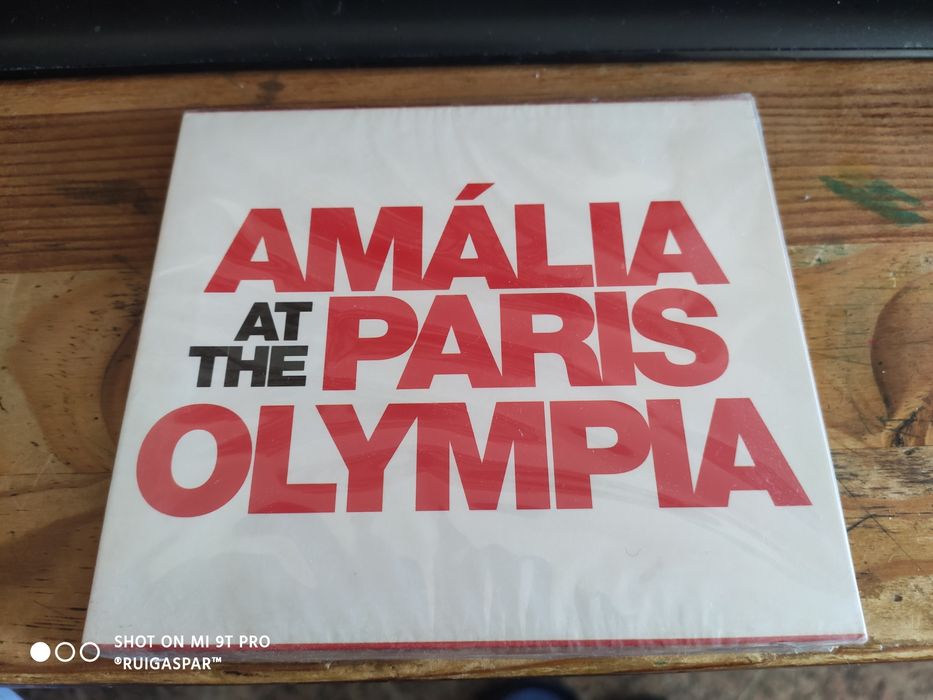 AMÁLIA
AT
THE
PARIS
OLYMPIA
SHOT ON MI 9T PRO
®RUIGASPAR™